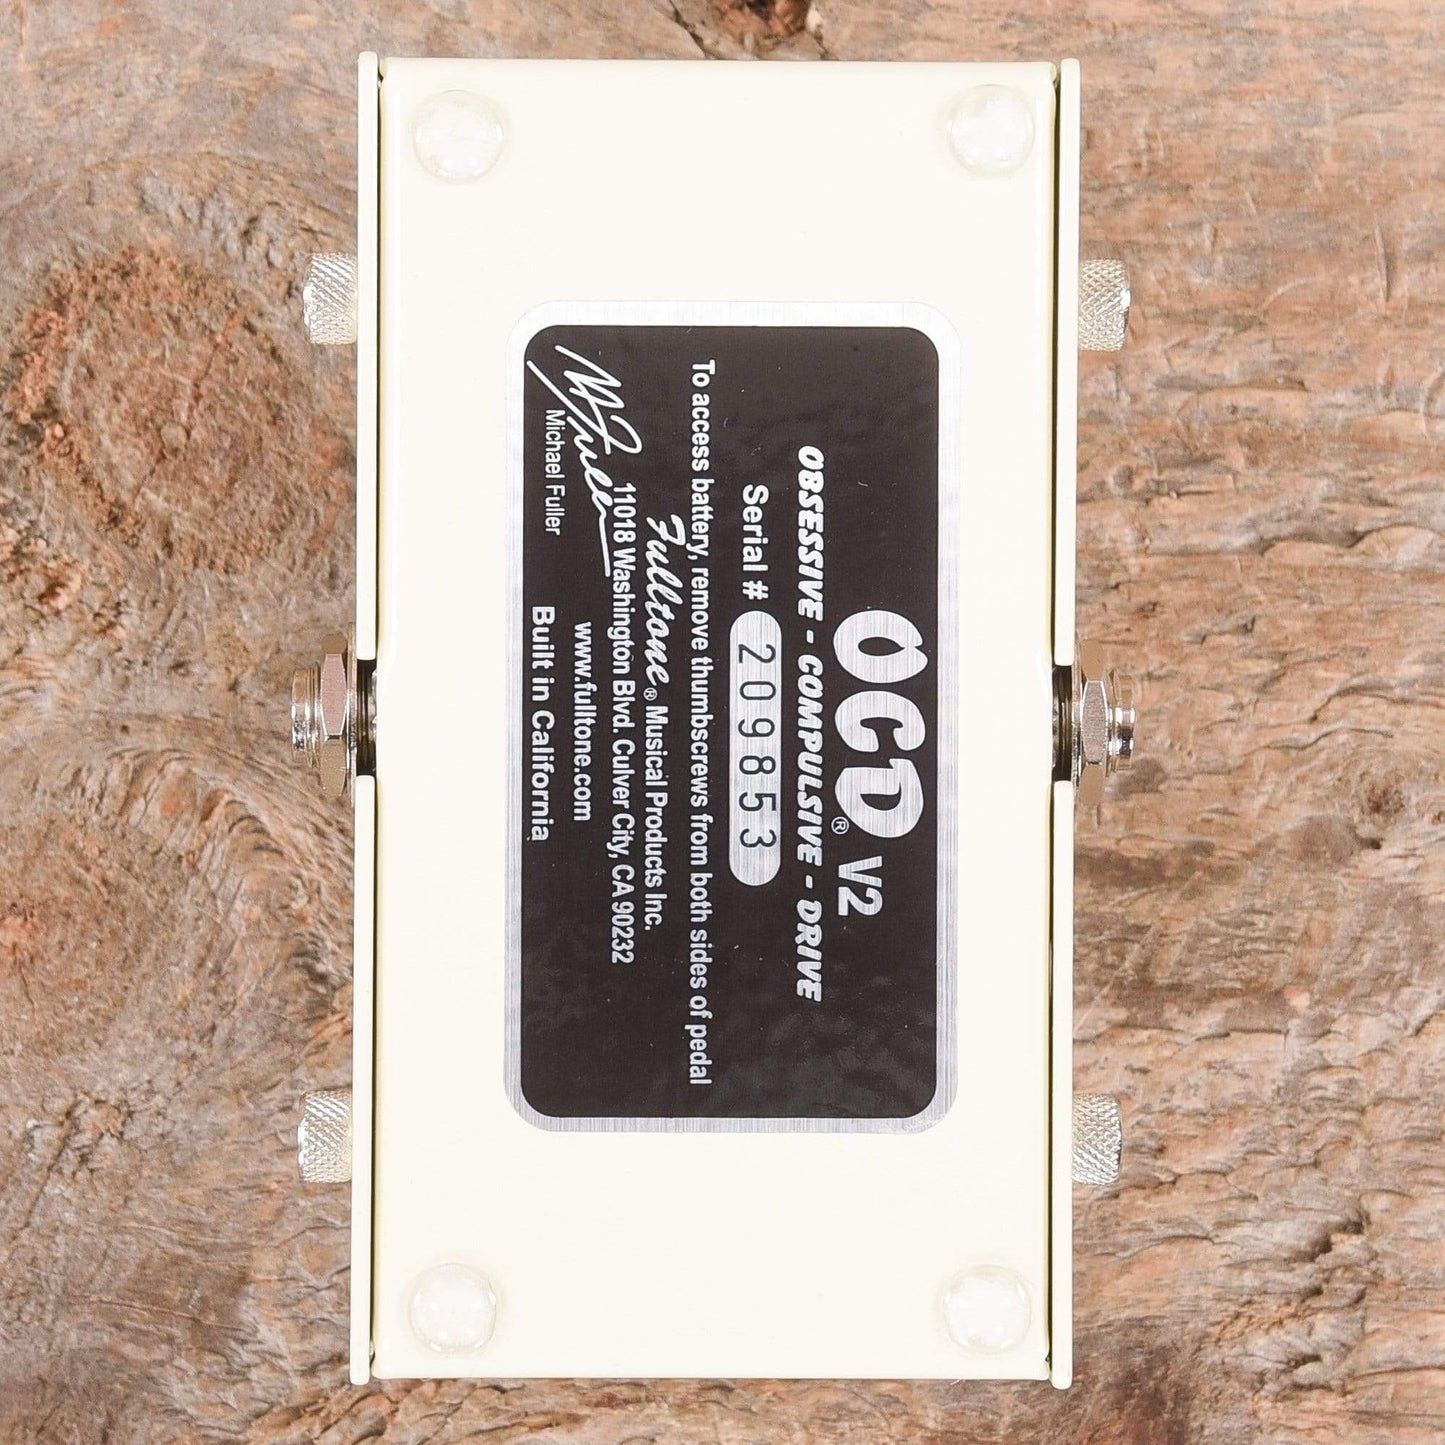 OCD® V2
OBSESSIVE - COMPULSIVE - DRIVE
Serial # 209853
To access battery, remove thumbscrews from both sides of pedal
Fulltone® Musical Products Inc.
11018 Washington Blvd. Culver City, CA 90232
www.fulltone.com
M Fuller
Michael Fuller
Built in California